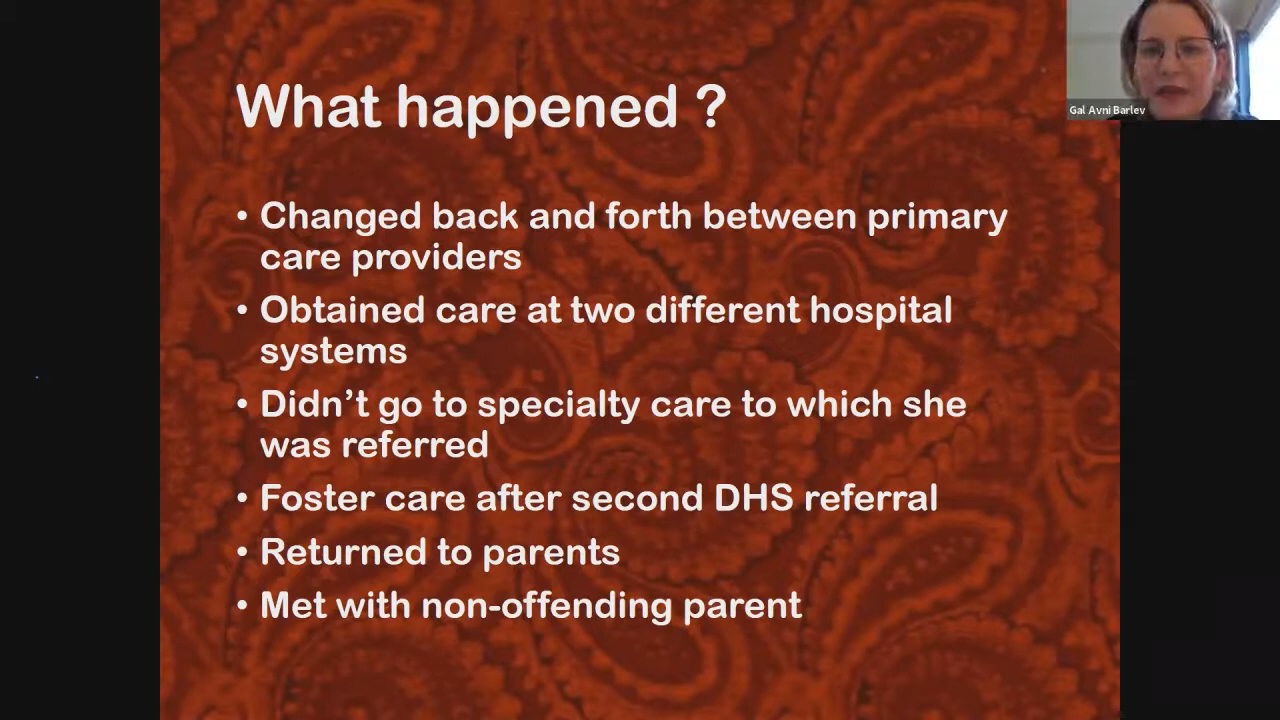 What happened ?
Gal Avni Barlev
• Changed back and forth between primary
care providers
• Obtained care at two different hospital
systems
• Didn’t go to specialty care to which she
was referred
• Foster care after second DHS referral
• Returned to parents
• Met with non-offending parent